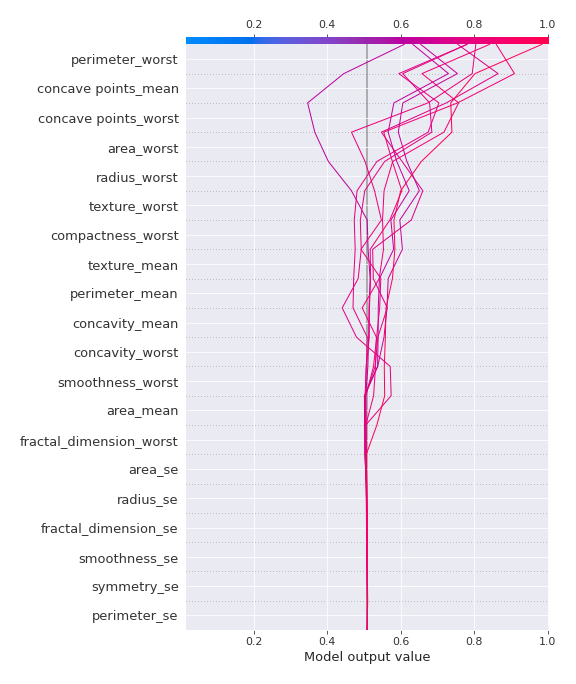 0.2 0.4 0.6 0.8 1.0
perimeter_worst
concave points_mean
concave points_worst
area_worst
radius_worst
texture_worst
compactness_worst
texture_mean
perimeter_mean
concavity_mean
concavity_worst
smoothness_worst
area_mean
fractal_dimension_worst
area_se
radius_se
fractal_dimension_se
smoothness_se
symmetry_se
perimeter_se
0.2 0.4 0.6 0.8 1.0
Model output value